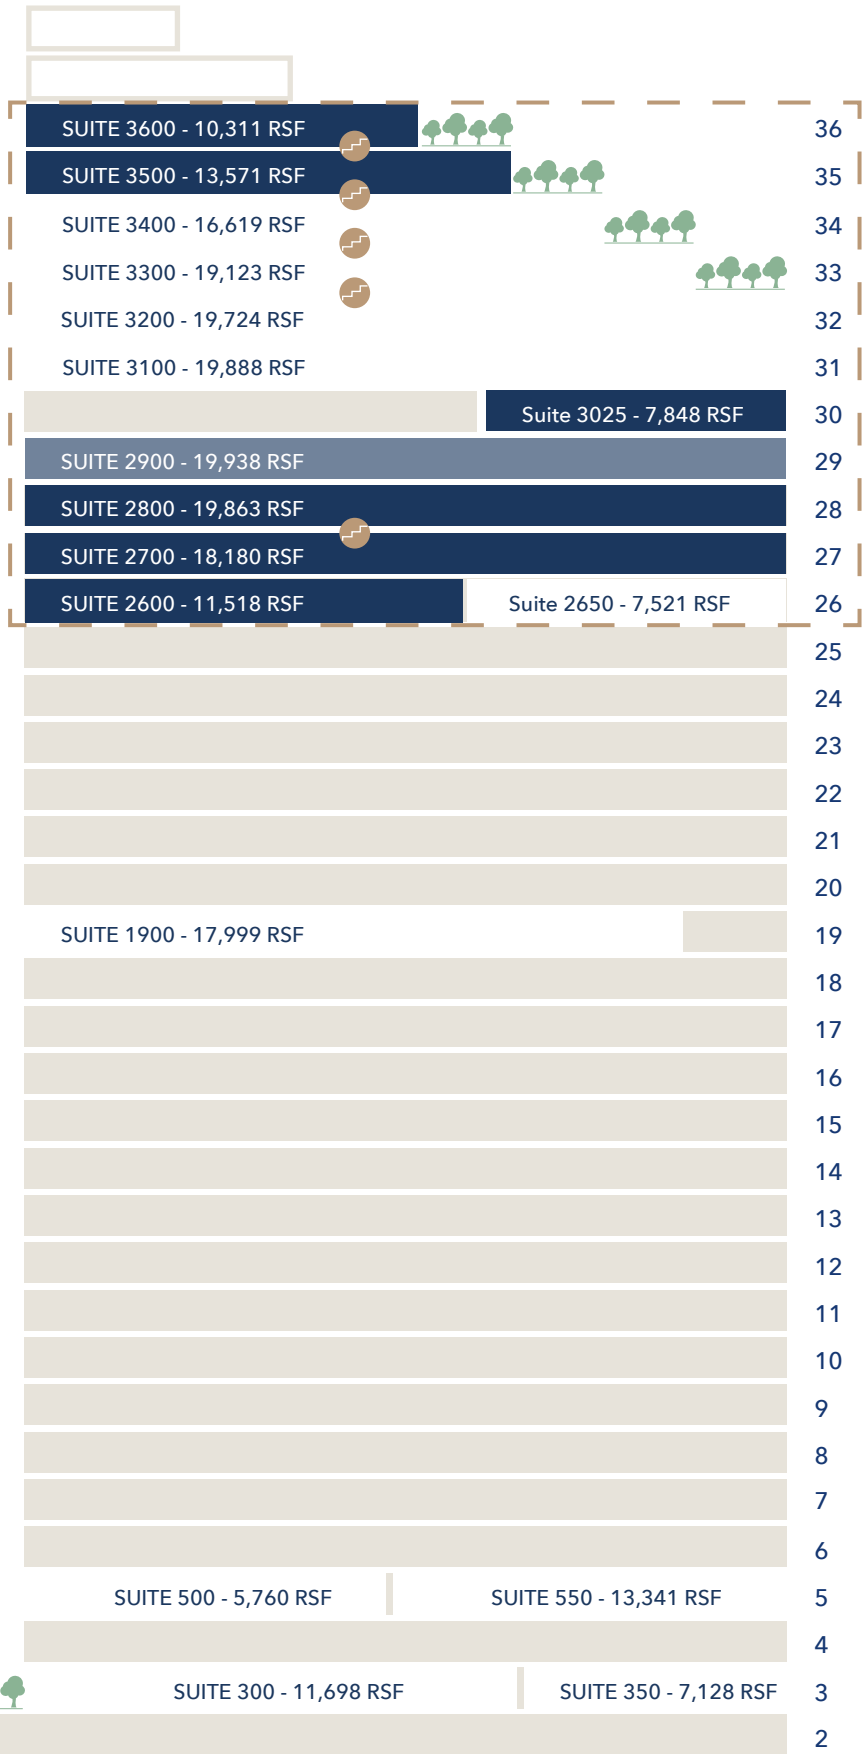 SUITE 3600 - 10,311 RSF 36
SUITE 3500 - 13,571 RSF 35
SUITE 3400 - 16,619 RSF 34
SUITE 3300 - 19,123 RSF 33
SUITE 3200 - 19,724 RSF 32
SUITE 3100 - 19,888 RSF 31
Suite 3025 - 7,848 RSF 30
SUITE 2900 - 19,938 RSF 29
SUITE 2800 - 19,863 RSF 28
SUITE 2700 - 18,180 RSF 27
SUITE 2600 - 11,518 RSF Suite 2650 - 7,521 RSF 26
25
24
23
22
21
20
SUITE 1900 - 17,999 RSF 19
18
17
16
15
14
13
12
11
10
9
8
7
6
SUITE 500 - 5,760 RSF SUITE 550 - 13,341 RSF 5
4
SUITE 300 - 11,698 RSF SUITE 350 - 7,128 RSF 3
2